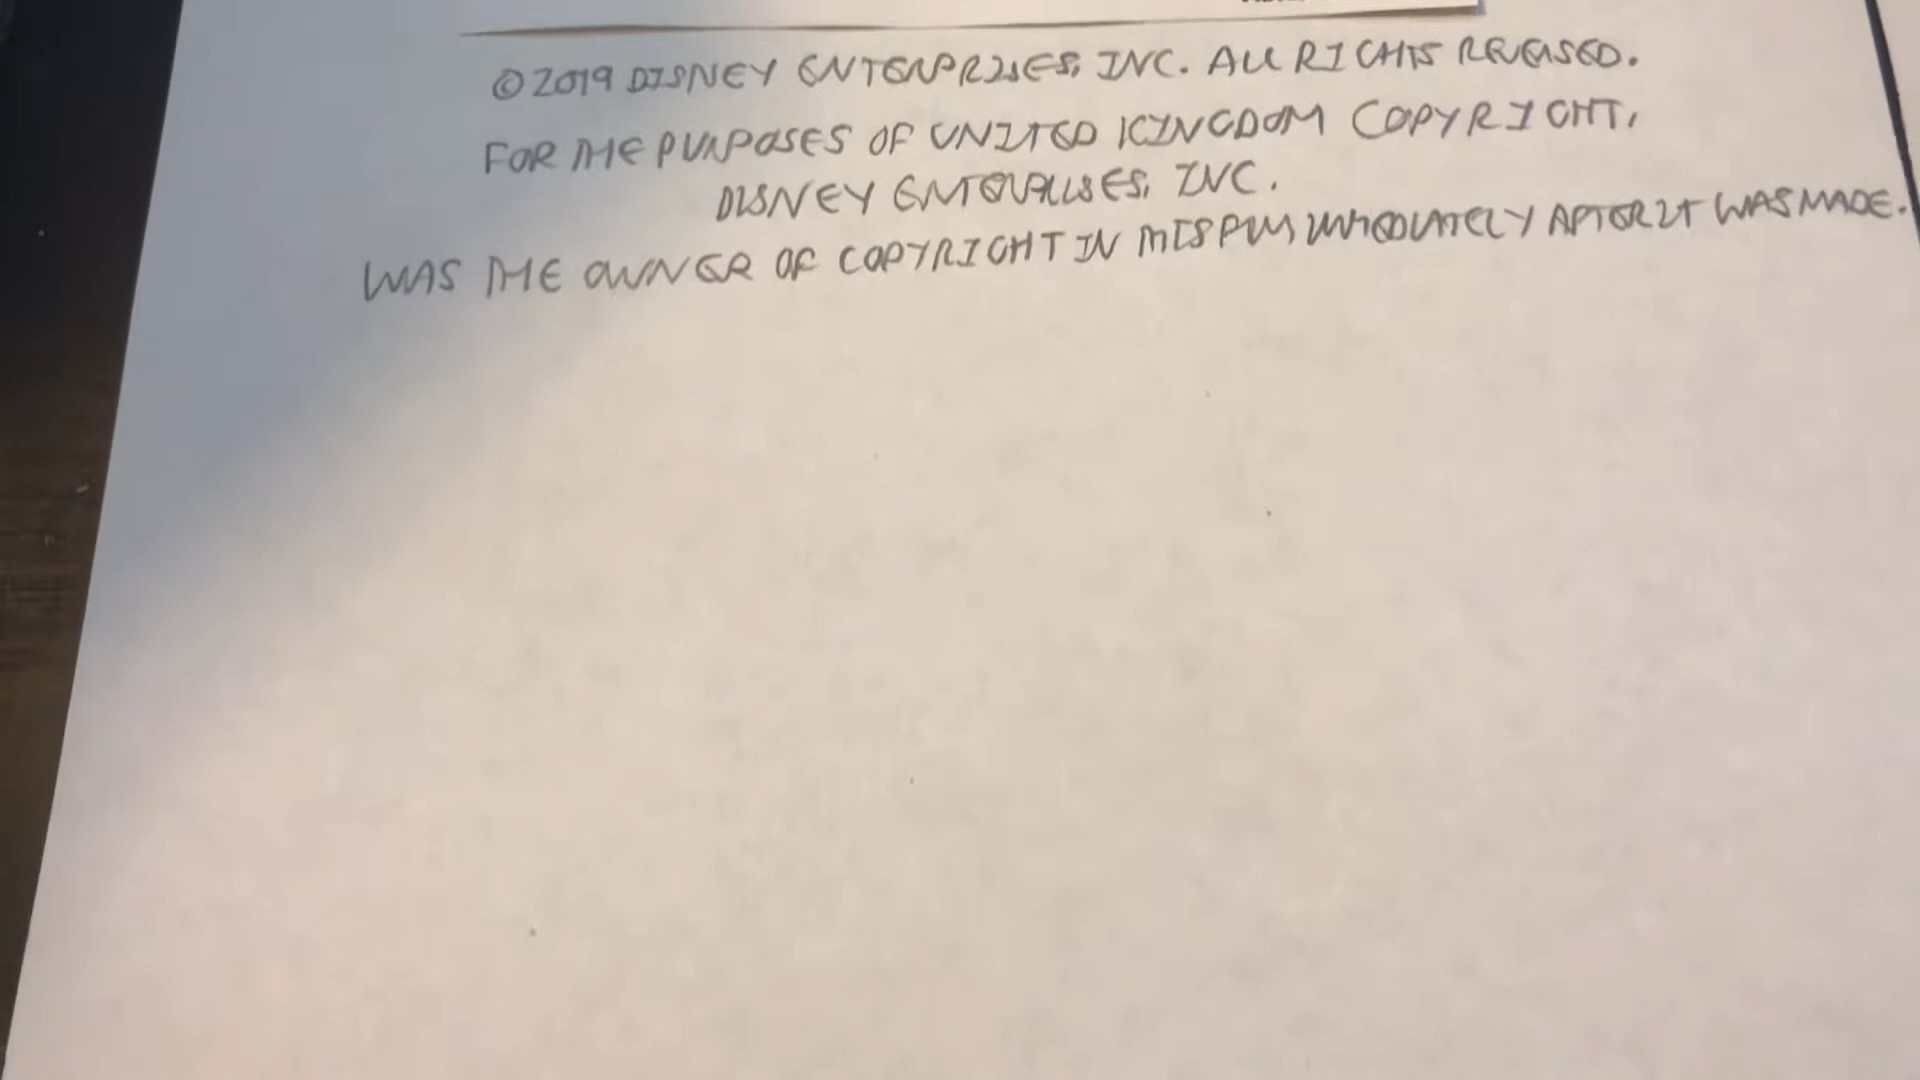 ©2019 DISNEY ENTERPRISES, INC. ALL RIGHTS RESERVED.
FOR THE PURPOSES OF UNITED KINGDOM COPYRIGHT,
DISNEY ENTERPRISES, INC.
WAS THE OWNER OF COPYRIGHT IN THIS FILM IMMEDIATELY AFTER IT WAS MADE.